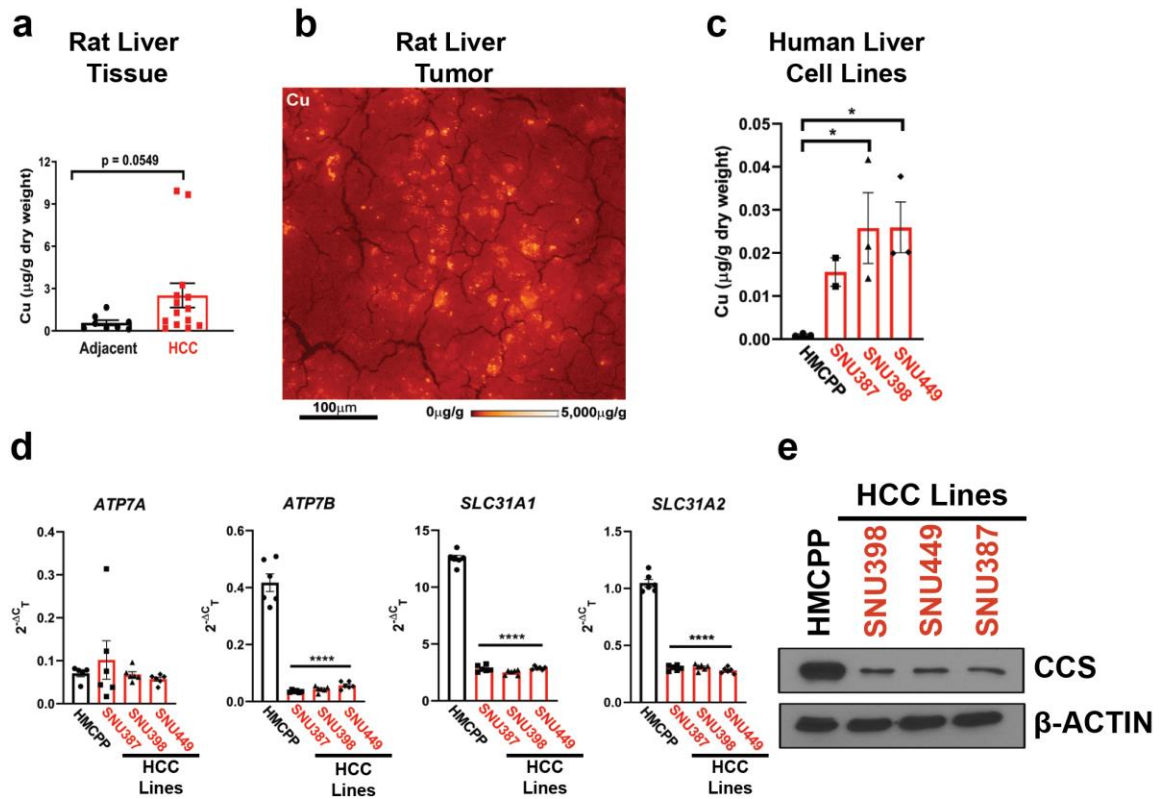 a
Rat Liver
Tissue
Cu (µg/g dry weight)
12
9
6
3
0
p = 0.0549
Adjacent
HCC
b
Rat Liver
Tumor
Cu
100µm
0µg/g
5,000µg/g
c
Human Liver
Cell Lines
Cu (µg/g dry weight)
0.05
0.04
0.03
0.02
0.01
0.00
*
*
HMCPP
SNU387
SNU398
SNU449
d
ATP7A
2^-ΔC_T
0.4
0.3
0.2
0.1
0.0
HMCPP
SNU387
SNU398
SNU449
HCC
Lines
ATP7B
2^-ΔC_T
0.6
0.4
0.2
0.0
****
HMCPP
SNU387
SNU398
SNU449
HCC
Lines
SLC31A1
2^-ΔC_T
15
10
5
0
****
HMCPP
SNU387
SNU398
SNU449
HCC
Lines
SLC31A2
2^-ΔC_T
1.5
1.0
0.5
0.0
****
HMCPP
SNU387
SNU398
SNU449
HCC
Lines
e
HCC Lines
HMCPP
SNU398
SNU449
SNU387
CCS
β-ACTIN